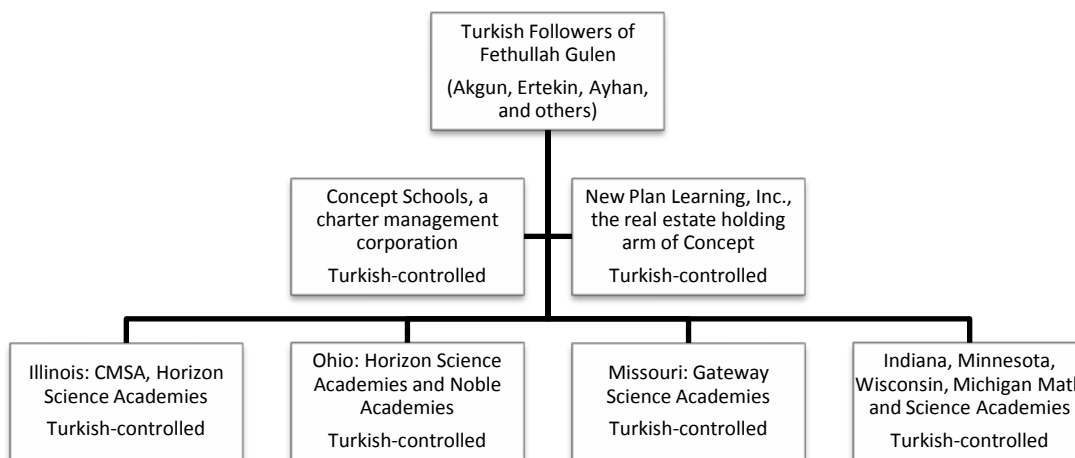 Turkish Followers of
Fethullah Gulen
(Akgun, Ertekin, Ayhan,
and others)
Concept Schools, a
charter management
corporation
Turkish-controlled
New Plan Learning, Inc.,
the real estate holding
arm of Concept
Turkish-controlled
Illinois: CMSA, Horizon
Science Academies
Turkish-controlled
Ohio: Horizon Science
Academies and Noble
Academies
Turkish-controlled
Missouri: Gateway
Science Academies
Turkish-controlled
Indiana, Minnesota,
Wisconsin, Michigan Math
and Science Academies
Turkish-controlled